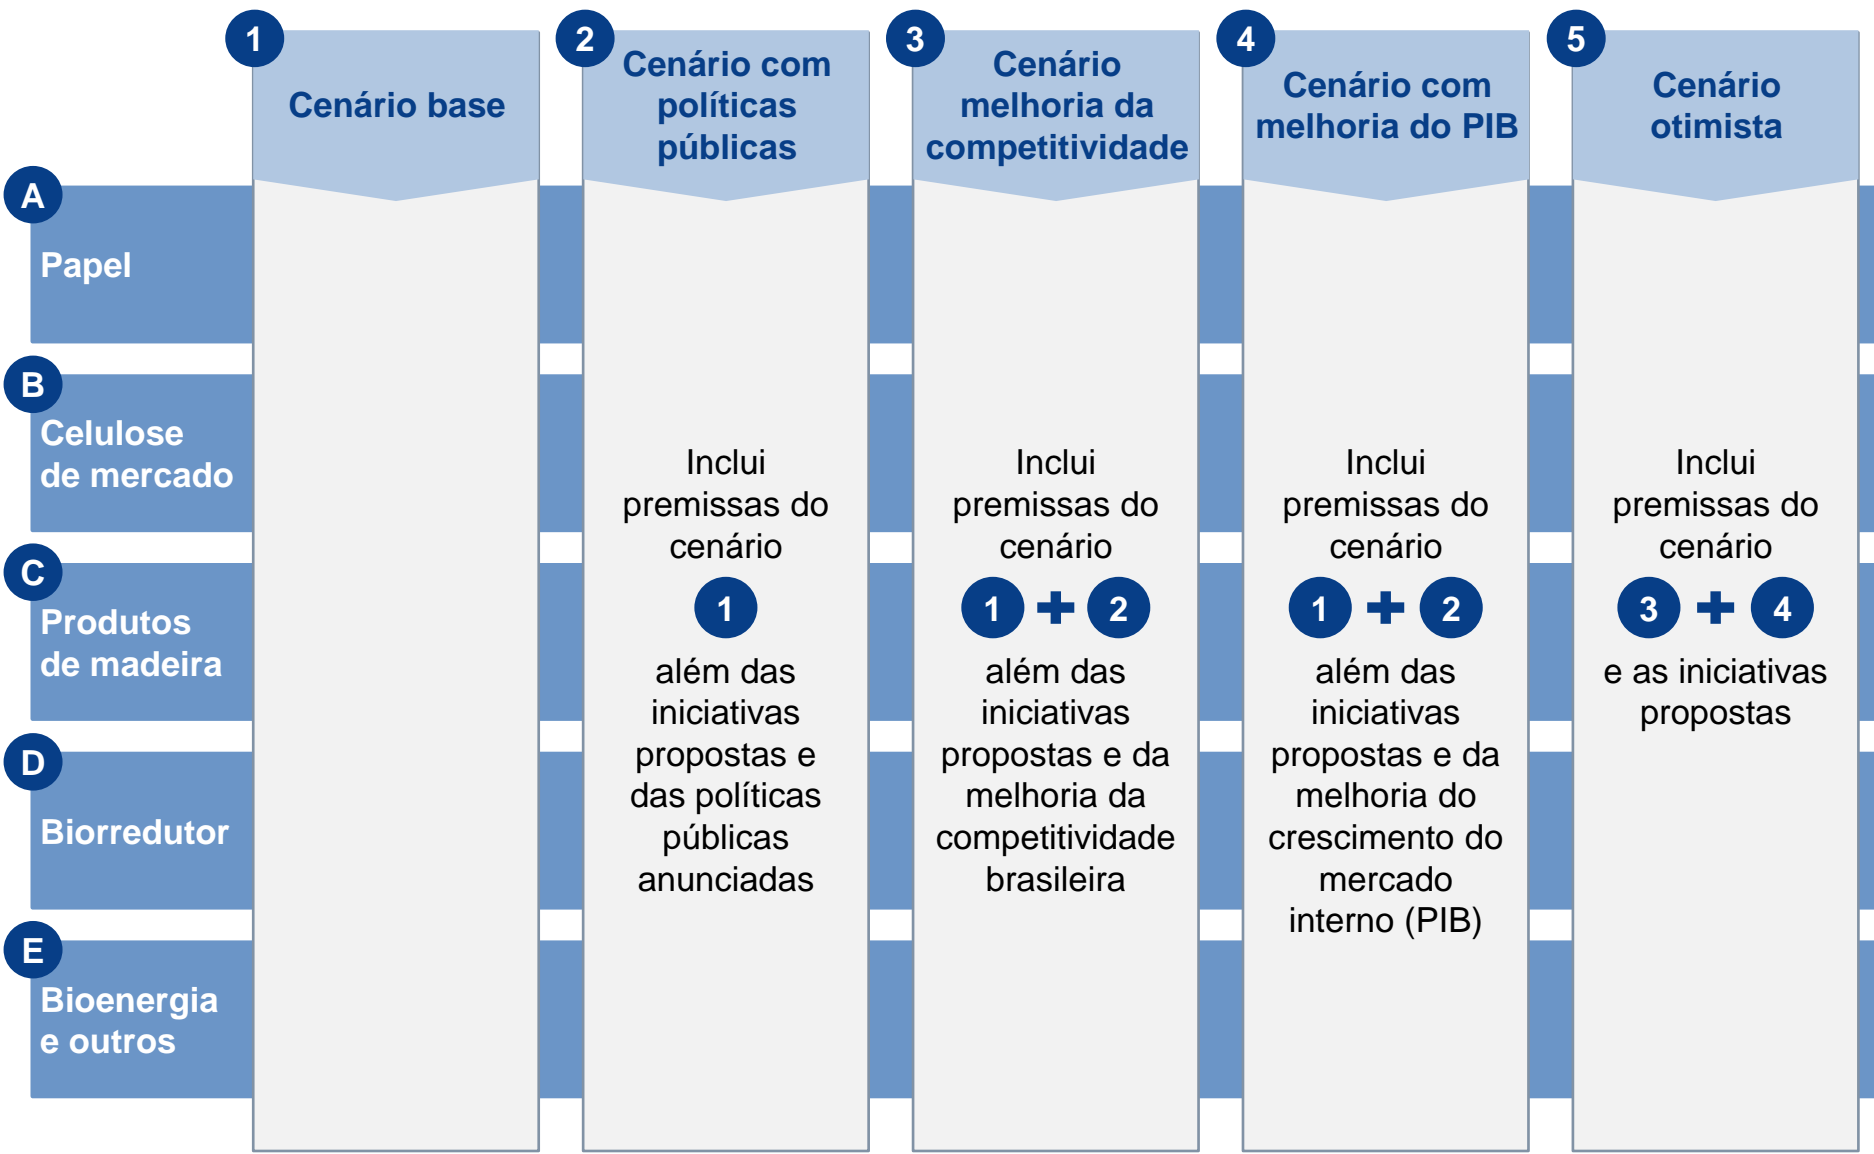 1
Cenário base
2
Cenário com
políticas
públicas
3
Cenário
melhoria da
competitividade
4
Cenário com
melhoria do PIB
5
Cenário
otimista
A
Papel
B
Celulose
de mercado
C
Produtos
de madeira
D
Biorredutor
E
Bioenergia
e outros
Inclui
premissas do
cenário
1
além das
iniciativas
propostas e
das políticas
públicas
anunciadas
Inclui
premissas do
cenário
1 + 2
além das
iniciativas
propostas e da
melhoria da
competitividade
brasileira
Inclui
premissas do
cenário
1 + 2
além das
iniciativas
propostas e da
melhoria do
crescimento do
mercado
interno (PIB)
Inclui
premissas do
cenário
3 + 4
e as iniciativas
propostas